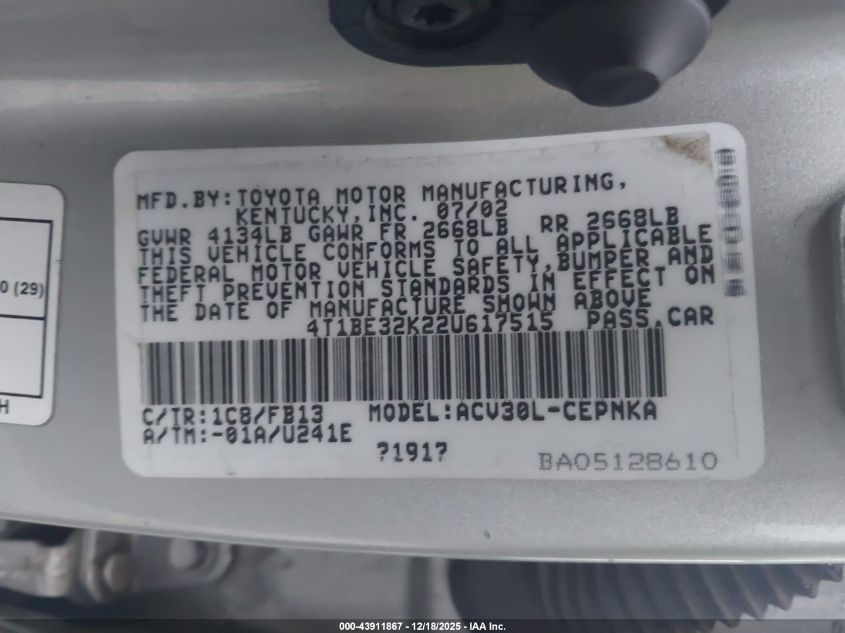 MFD.BY:TOYOTA MOTOR MANUFACTURING,
KENTUCKY,INC. 07/02
GVWR 4134LB GAWR FR 2668LB RR 2668LB
THIS VEHICLE CONFORMS TO ALL APPLICABLE
FEDERAL MOTOR VEHICLE SAFETY,BUMPER AND
THEFT PREVENTION STANDARDS IN EFFECT ON
THE DATE OF MANUFACTURE SHOWN ABOVE
4T1BE32K22U617515 PASS.CAR
C/TR:1C8/FB13 MODEL:ACV30L-CEPNKA
A/TM:-01A/U241E
?191?
BA05128610
0 (29)
H
000-43911867 - 12/18/2025 - IAA Inc.